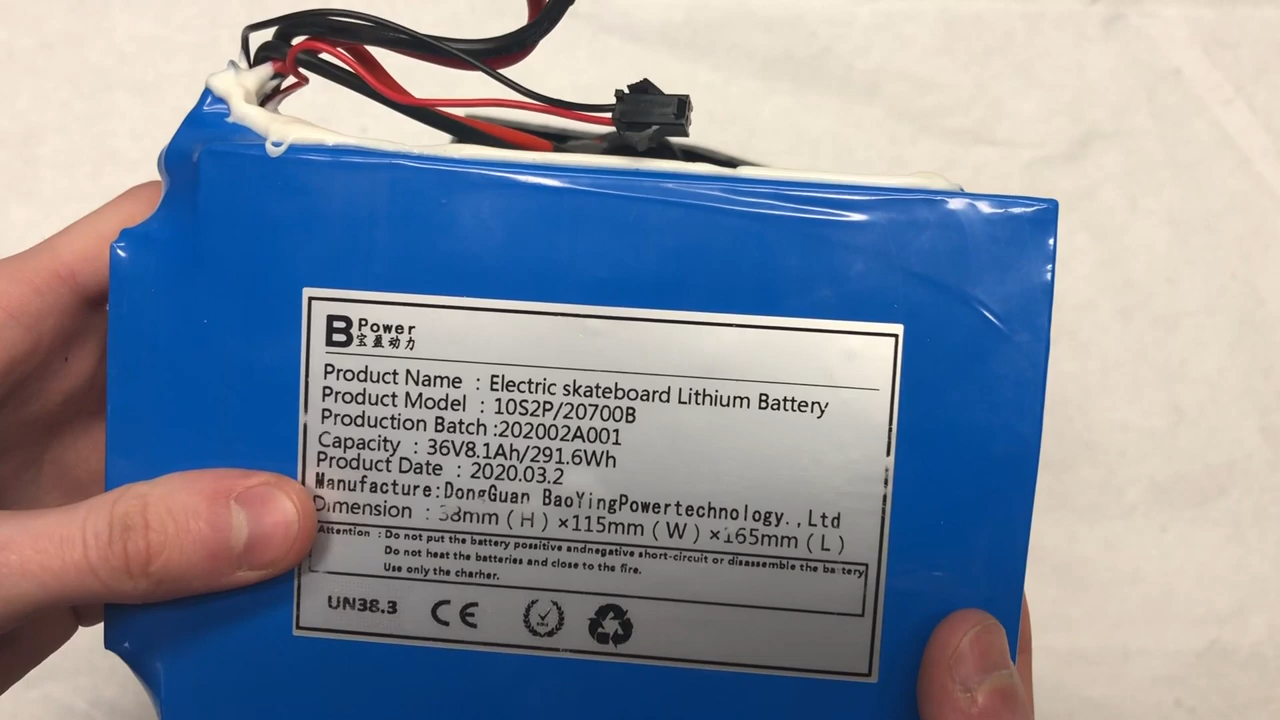 B Power
宝盈动力
Product Name : Electric skateboard Lithium Battery
Product Model : 10S2P/20700B
Production Batch :202002A001
Capacity : 36V8.1Ah/291.6Wh
Product Date : 2020.03.2
Manufacture:DongGuan BaoYingPowertechnology.,Ltd
Dimension : 38mm ( H ) ×115mm ( W ) ×165mm ( L )
Attention : Do not put the battery possitive andnegative short-circuit or disassemble the battery
Do not heat the batteries and close to the fire.
Use only the charher.
UN38.3 CE